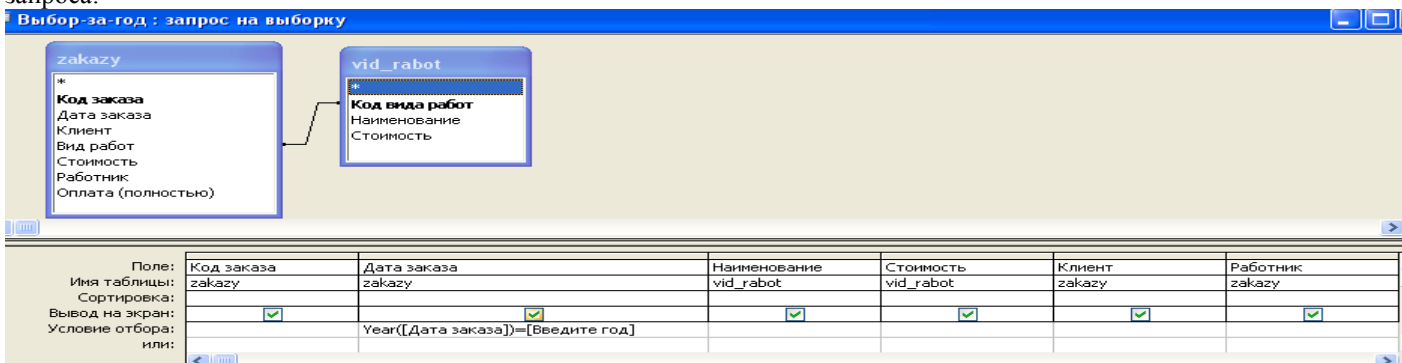 запроса.
Выбор-за-год : запрос на выборку
zakazy
*
Код заказа
Дата заказа
Клиент
Вид работ
Стоимость
Работник
Оплата (полностью)
vid_rabot
*
Код вида работ
Наименование
Стоимость
Поле: Код заказа Дата заказа Наименование Стоимость Клиент Работник
Имя таблицы: zakazy zakazy vid_rabot vid_rabot zakazy zakazy
Сортировка:
Вывод на экран:
Условие отбора: Year([Дата заказа])=[Введите год]
или: